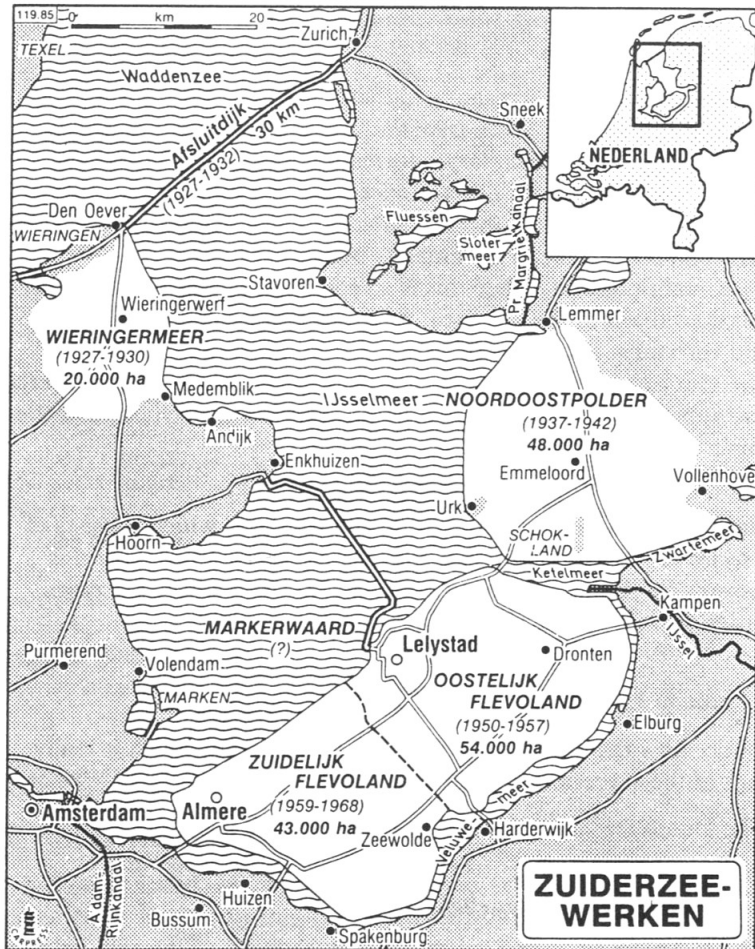 119.85
0 km 20
TEXEL
Zurich
Waddenzee
Sneek
Afsluitdijk
30 km
(1927-1932)
NEDERLAND
Den Oever
WIERINGEN
Fluessen
Sloter
meer
Pr. Margrietkanaal
Stavoren
Wieringerwerf
Lemmer
WIERINGERMEER
(1927-1930)
20.000 ha
Medemblik
IJsselmeer
NOORDOOSTPOLDER
(1937-1942)
48.000 ha
Andijk
Enkhuizen
Emmeloord
Vollenhove
Urk
Hoorn
SCHOK-
LAND
Zwartemeer
Ketelmeer
Kampen
IJssel
MARKERWAARD
(?)
Lelystad
Dronten
Purmerend
Volendam
MARKEN
OOSTELIJK
FLEVOLAND
(1950-1957)
54.000 ha
Elburg
ZUIDELIJK
FLEVOLAND
(1959-1968)
43.000 ha
Almere
Amsterdam
Zeewolde
Veluwe-
meer
Harderwijk
A'dam-
Rijnkanaal
Huizen
Bussum
Spakenburg
ZUIDERZEE-
WERKEN
CARPRESS